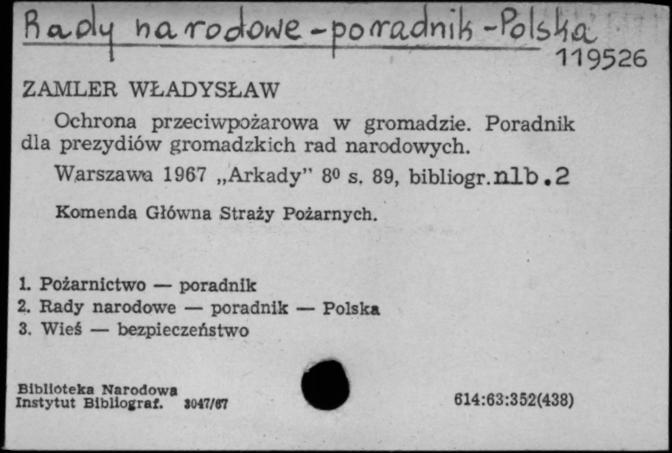 Rady narodowe - poradnik - Polska
119526
ZAMLER WŁADYSŁAW
Ochrona przeciwpożarowa w gromadzie. Poradnik
dla prezydiów gromadzkich rad narodowych.
Warszawa 1967 „Arkady” 8⁰ s. 89, bibliogr. nlb. 2
Komenda Główna Straży Pożarnych.
1. Pożarnictwo — poradnik
2. Rady narodowe — poradnik — Polska
3. Wieś — bezpieczeństwo
Biblioteka Narodowa
Instytut Bibliograf. 3047/67
614:63:352(438)